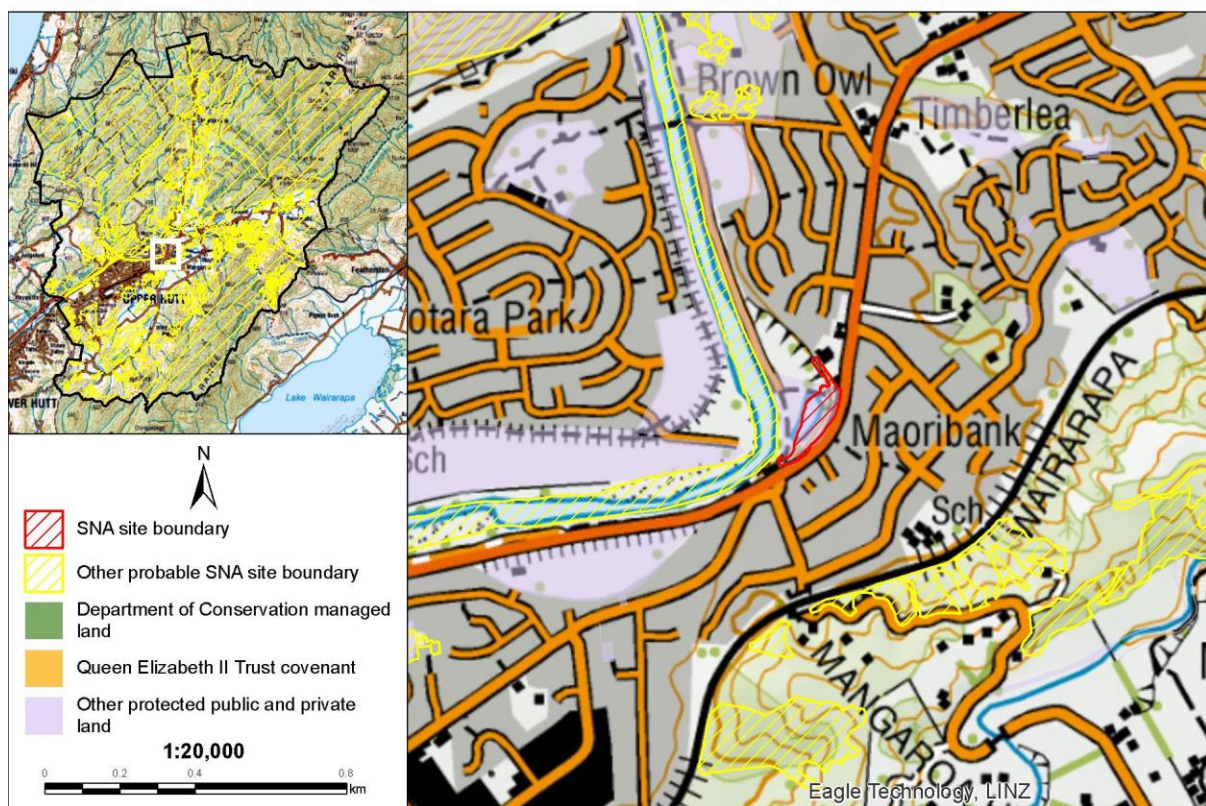 UPPER HUTT
Featherston
Lake Wairarapa
N
SNA site boundary
Other probable SNA site boundary
Department of Conservation managed
land
Queen Elizabeth II Trust covenant
Other protected public and private
land
1:20,000
0 0.2 0.4 0.8
km
Brown Owl
Timberlea
otara Park
Maoribank
Sch
Sch
WAIRARAPA
MANGAROA
Eagle Technology, LINZ